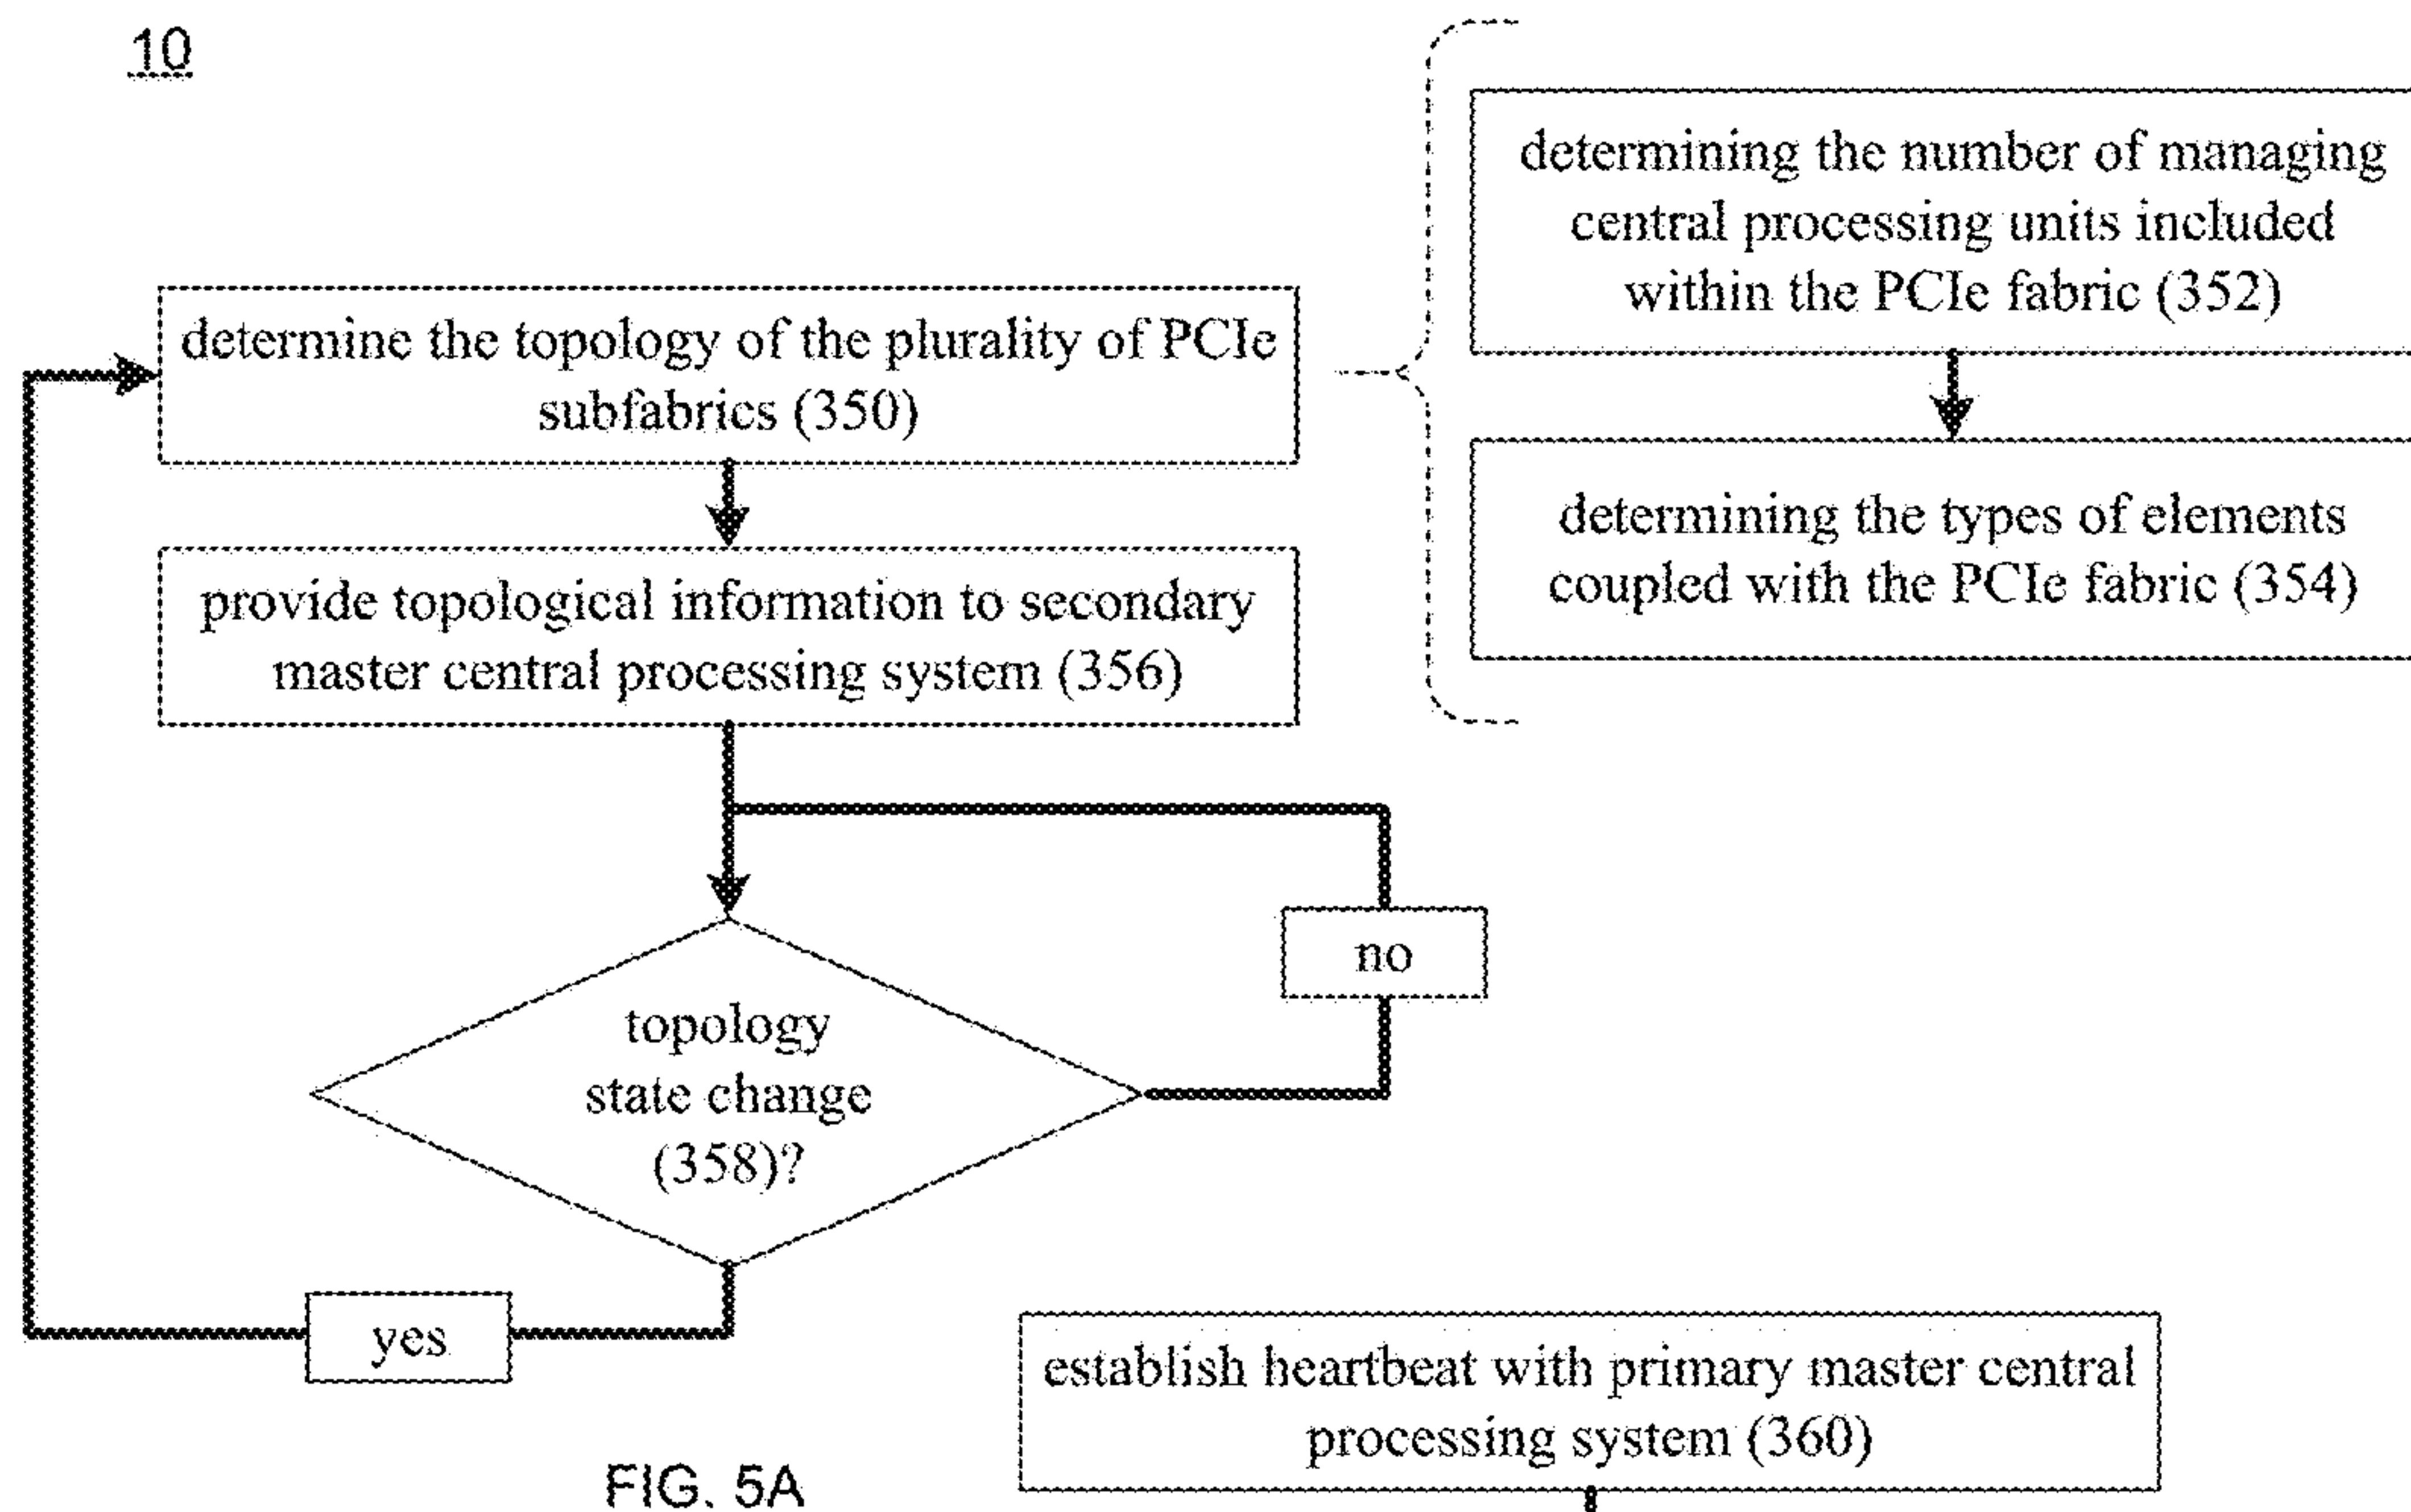 10
determining the number of managing
central processing units included
within the PCIe fabric (352)
determine the topology of the plurality of PCIe
subfabrics (350)
determining the types of elements
coupled with the PCIe fabric (354)
provide topological information to secondary
master central processing system (356)
no
topology
state change
(358)?
yes
establish heartbeat with primary master central
processing system (360)
FIG. 5A